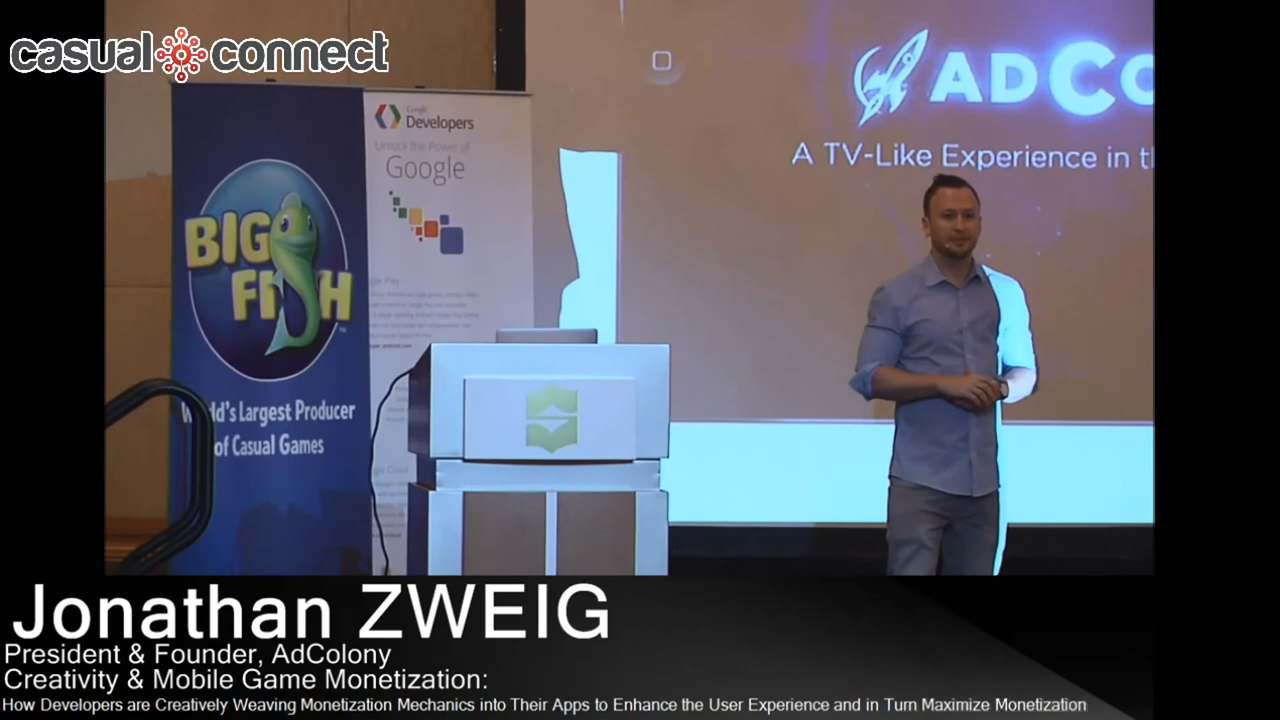 casual connect
ADCO
A TV-Like Experience in t
Google
Developers
Unlock the Power of
Google
BIG
FISH
World's Largest Producer
of Casual Games
Jonathan ZWEIG
President & Founder, AdColony
Creativity & Mobile Game Monetization:
How Developers are Creatively Weaving Monetization Mechanics into Their Apps to Enhance the User Experience and in Turn Maximize Monetization